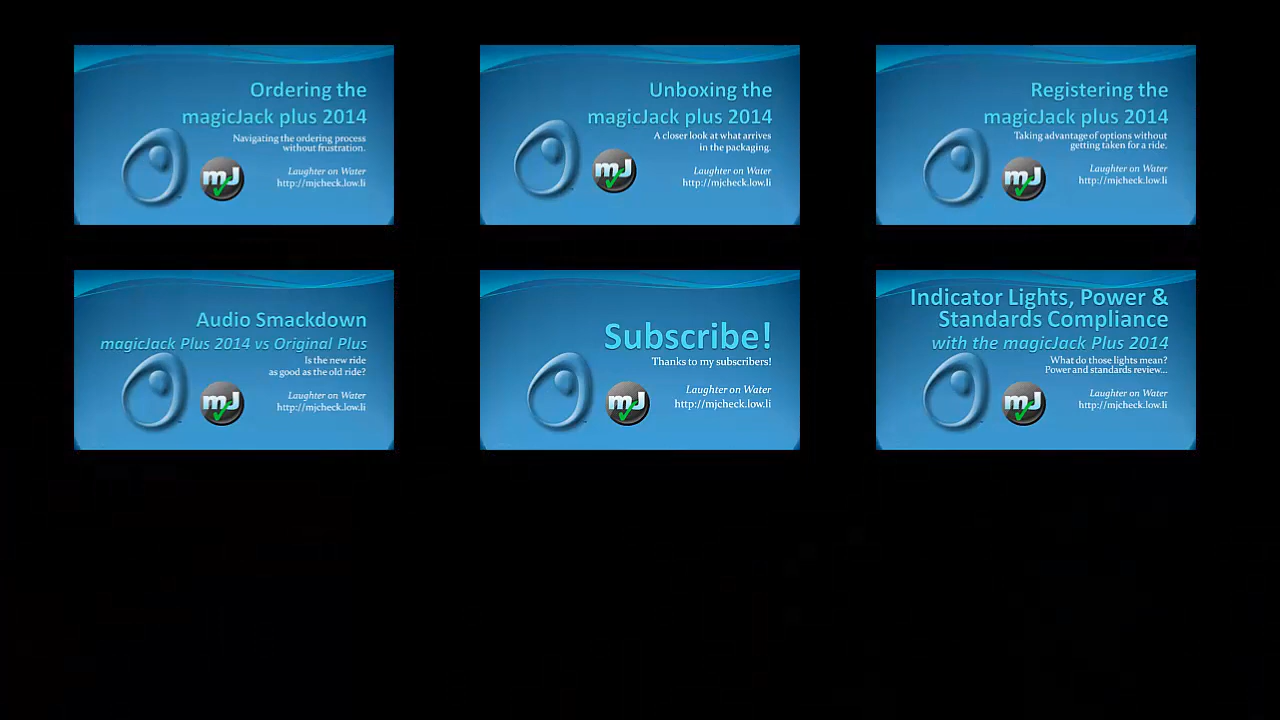 Ordering the
magicJack plus 2014
Navigating the ordering process
without frustration.
Laughter on Water
http://mjcheck.low.li
mJ
Unboxing the
magicJack plus 2014
A closer look at what arrives
in the packaging.
Laughter on Water
http://mjcheck.low.li
mJ
Registering the
magicJack plus 2014
Taking advantage of options without
getting taken for a ride.
Laughter on Water
http://mjcheck.low.li
mJ
Audio Smackdown
magicJack Plus 2014 vs Original Plus
Is the new ride
as good as the old ride?
Laughter on Water
http://mjcheck.low.li
mJ
Subscribe!
Thanks to my subscribers!
Laughter on Water
http://mjcheck.low.li
mJ
Indicator Lights, Power &
Standards Compliance
with the magicJack Plus 2014
What do those lights mean?
Power and standards review...
Laughter on Water
http://mjcheck.low.li
mJ